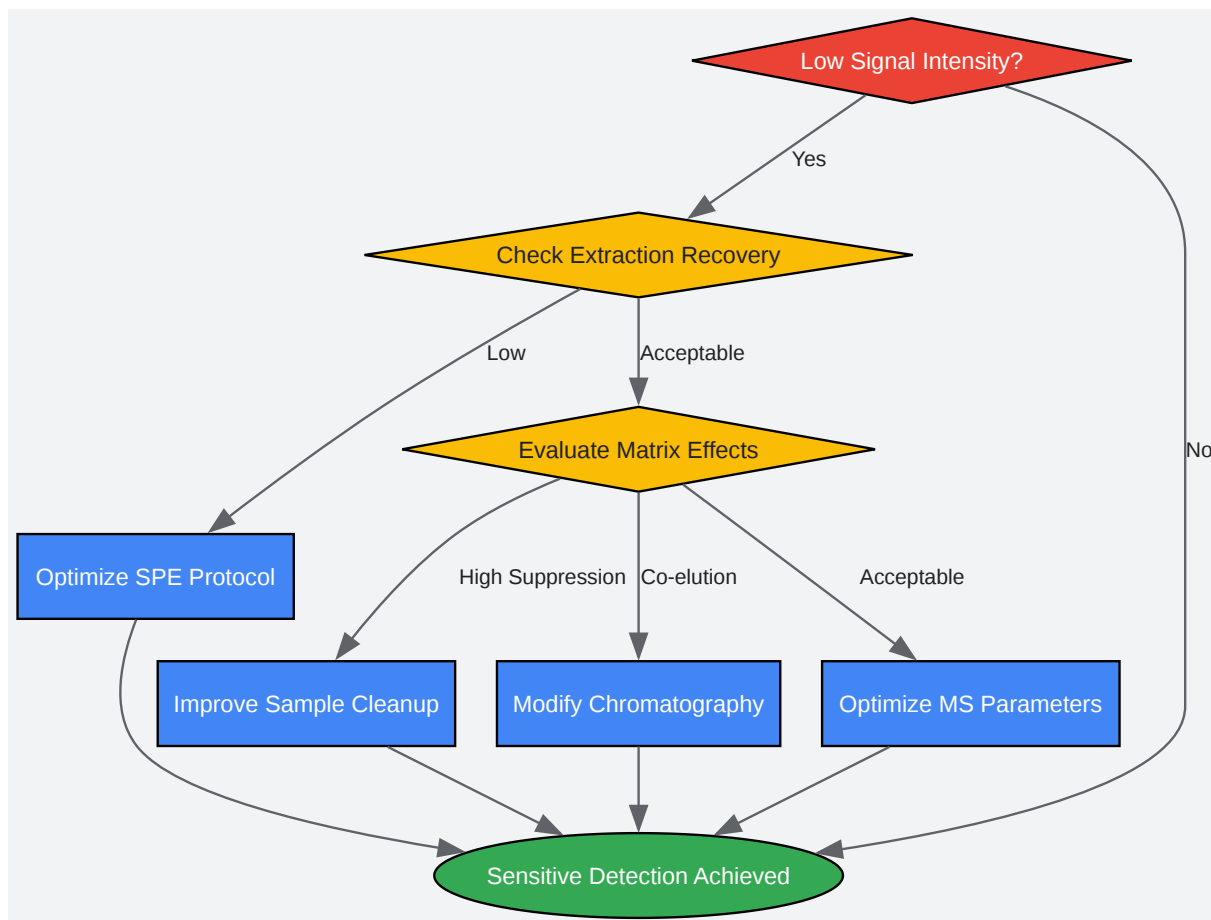 Low Signal Intensity?
Yes
Check Extraction Recovery
Low
Acceptable
Evaluate Matrix Effects
No
Optimize SPE Protocol
High Suppression
Co-elution
Acceptable
Improve Sample Cleanup
Modify Chromatography
Optimize MS Parameters
Sensitive Detection Achieved